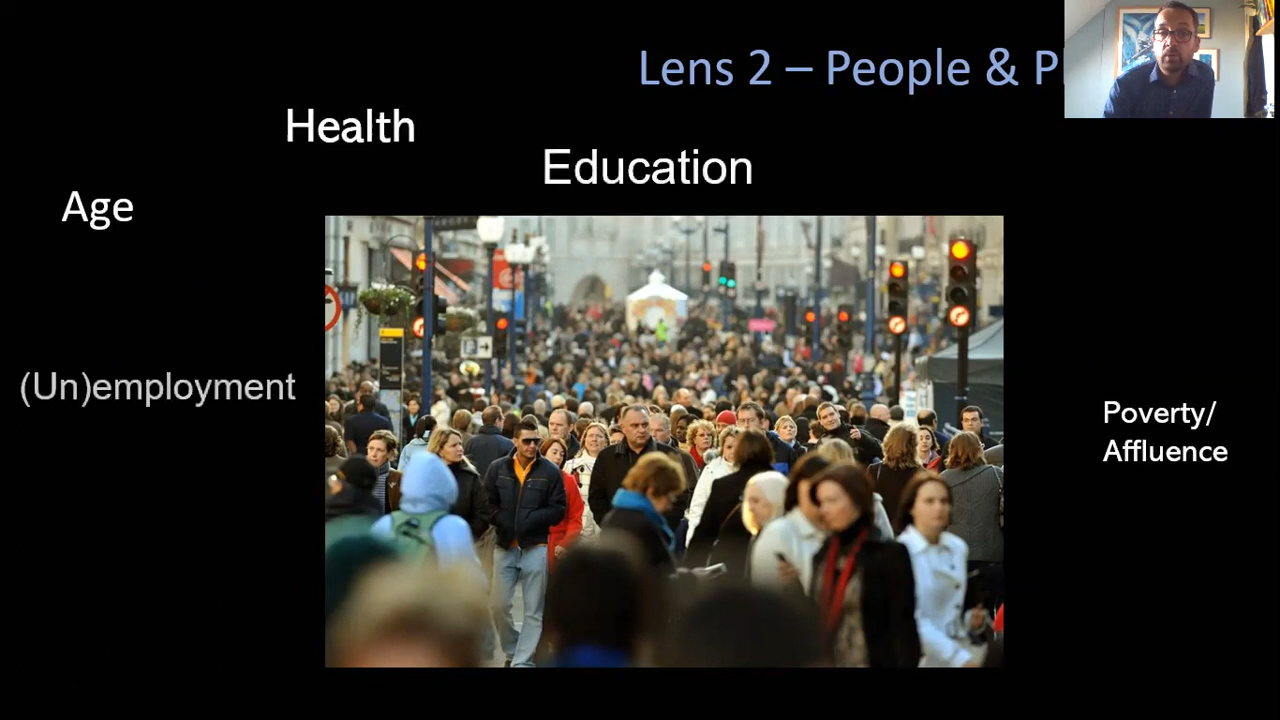 Lens 2 – People & P
Health
Education
Age
(Un)employment
Poverty/
Affluence